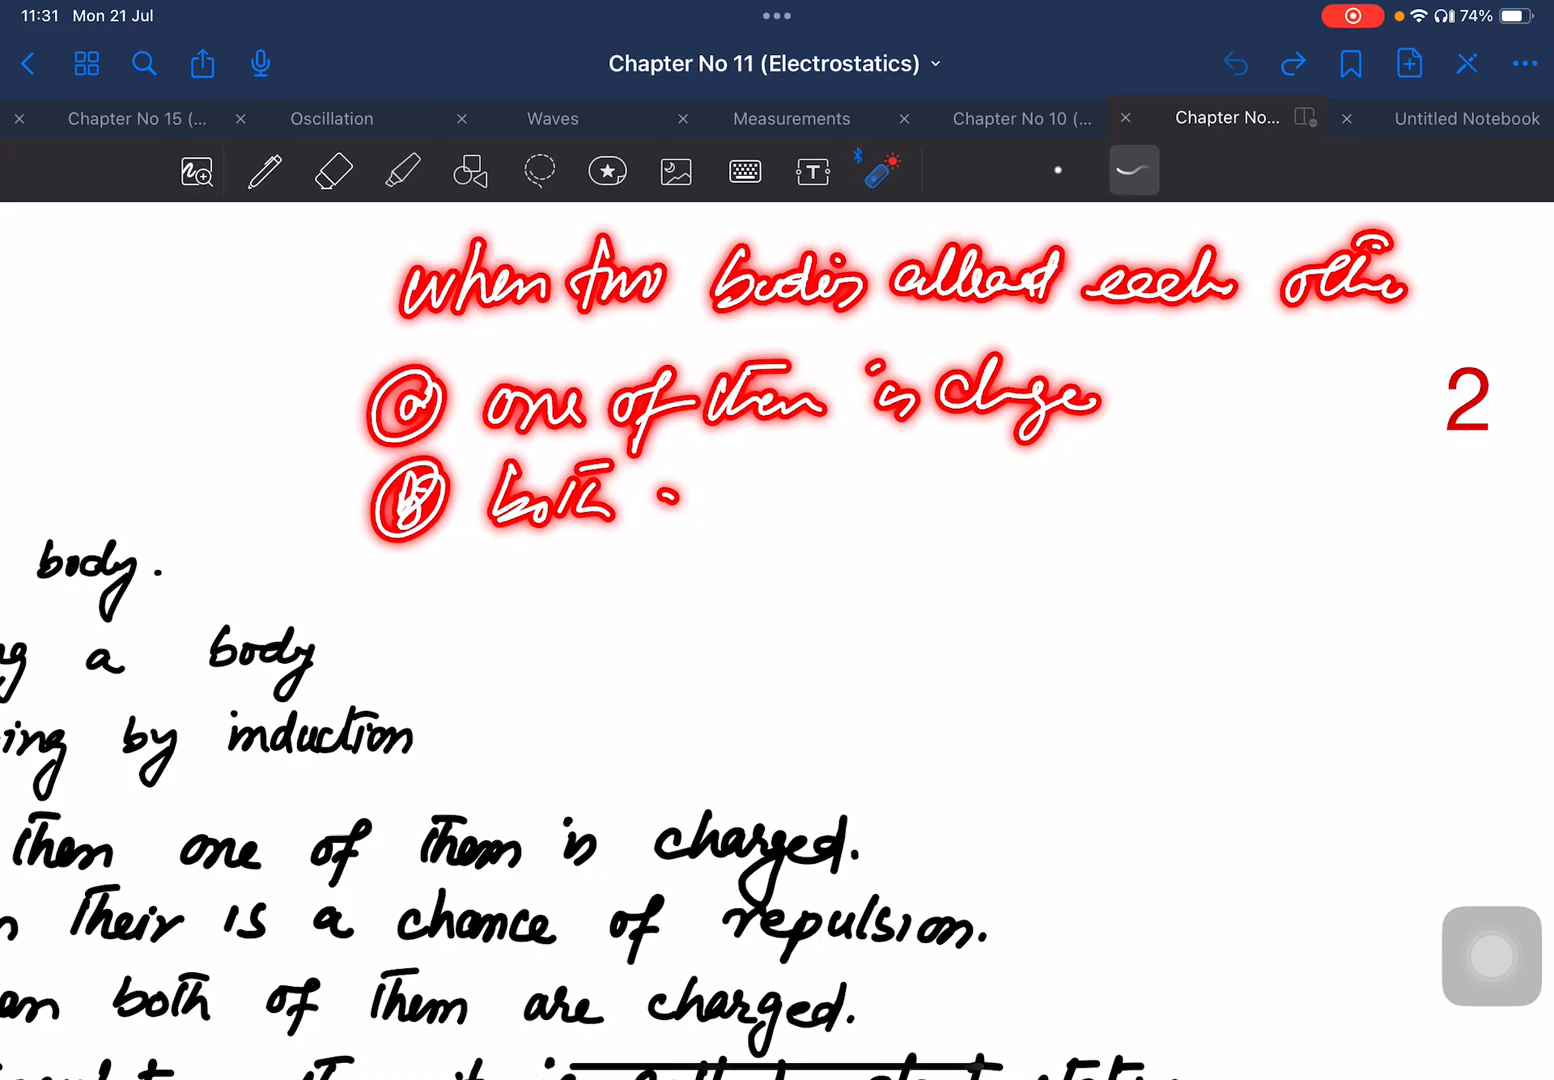 11:31 Mon 21 Jul
74%
Chapter No 11 (Electrostatics)
Chapter No 15 (...
Oscillation
Waves
Measurements
Chapter No 10 (...
Chapter No...
Untitled Notebook
T
when two bodies attract each other
(a) one of them is charge
2
(b) both
body.
a body
ing by induction
Them one of them is charged.
Their is a chance of repulsion.
both of Them are charged.